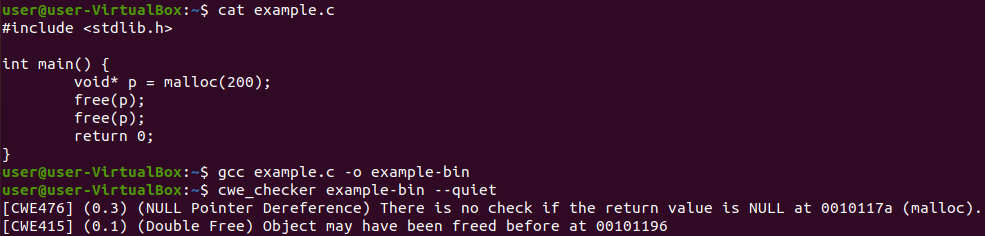 user@user-VirtualBox:~$ cat example.c
#include <stdlib.h>

int main() {
        void* p = malloc(200);
        free(p);
        free(p);
        return 0;
}
user@user-VirtualBox:~$ gcc example.c -o example-bin
user@user-VirtualBox:~$ cwe_checker example-bin --quiet
[CWE476] (0.3) (NULL Pointer Dereference) There is no check if the return value is NULL at 0010117a (malloc).
[CWE415] (0.1) (Double Free) Object may have been freed before at 00101196